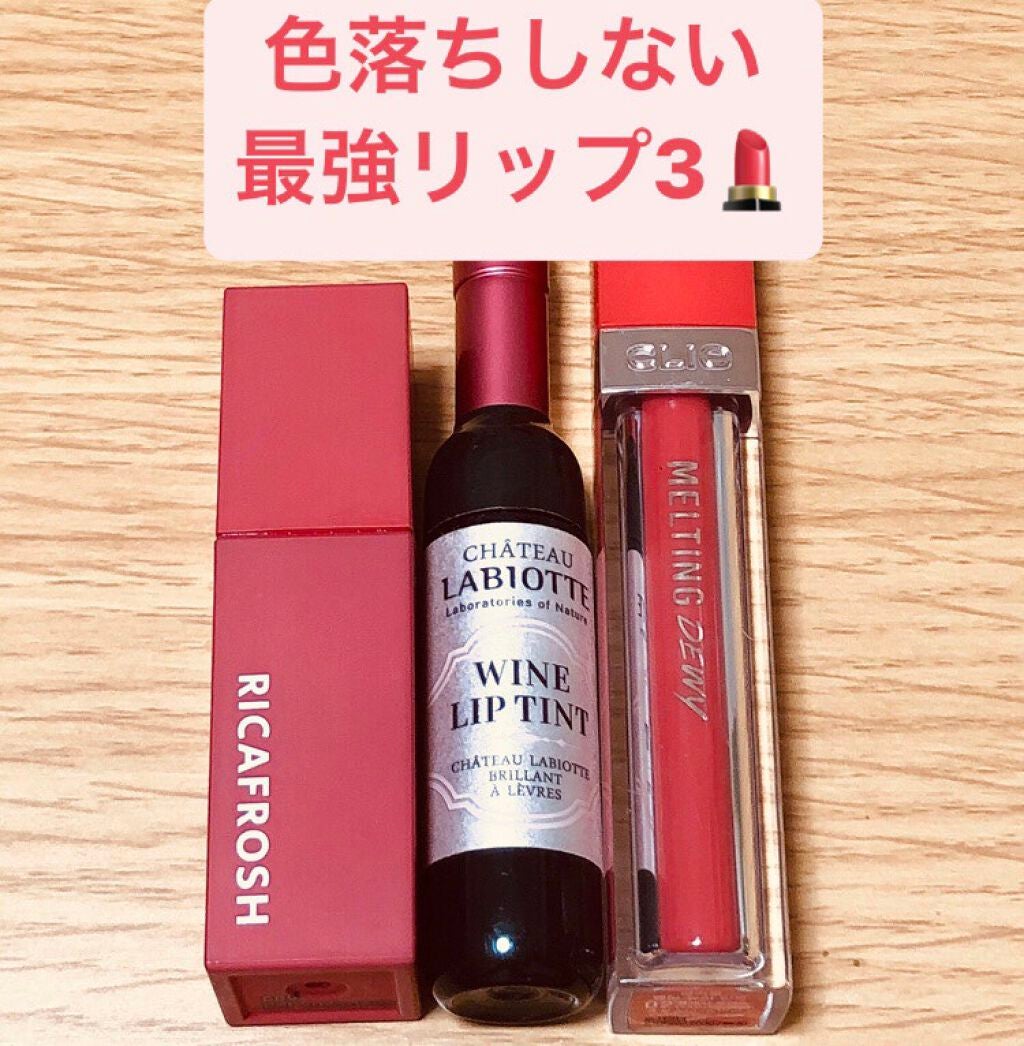 色落ちしない
最強リップ3💄
RICAFROSH
CHÂTEAU
LABIOTTE
Laboratories of Nature
WINE
LIP TINT
CHÂTEAU LABIOTTE
BRILLANT
À LÈVRES
CLIO
MELTING DEWY